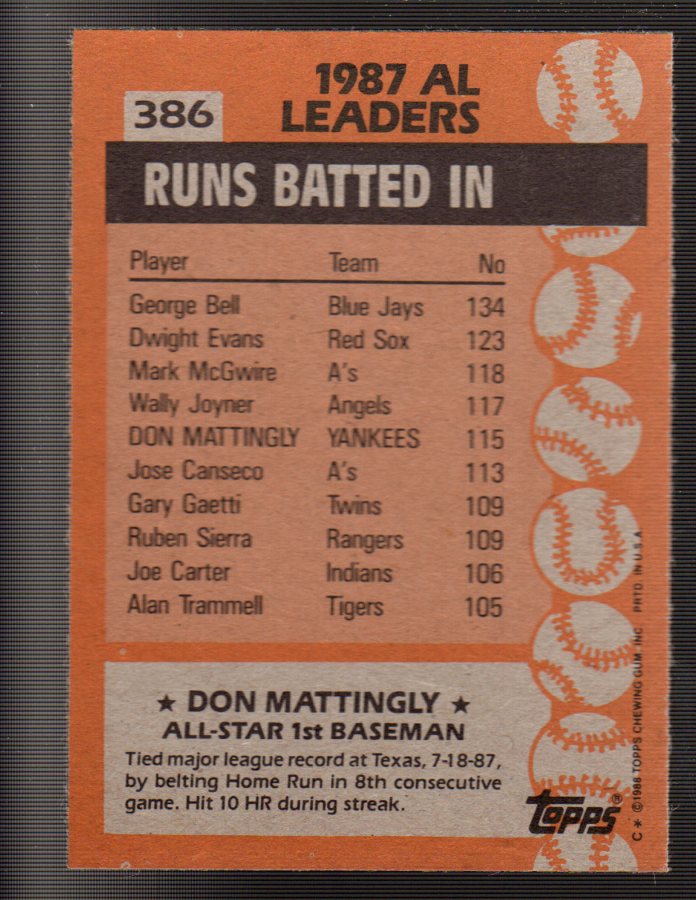 386
1987 AL
LEADERS
RUNS BATTED IN
Player Team No
George Bell Blue Jays 134
Dwight Evans Red Sox 123
Mark McGwire A's 118
Wally Joyner Angels 117
DON MATTINGLY YANKEES 115
Jose Canseco A's 113
Gary Gaetti Twins 109
Ruben Sierra Rangers 109
Joe Carter Indians 106
Alan Trammell Tigers 105
★ DON MATTINGLY ★
ALL-STAR 1st BASEMAN
Tied major league record at Texas, 7-18-87,
by belting Home Run in 8th consecutive
game. Hit 10 HR during streak.
TOPPS®
C * © 1988 TOPPS CHEWING GUM, INC PRTD. IN U.S.A